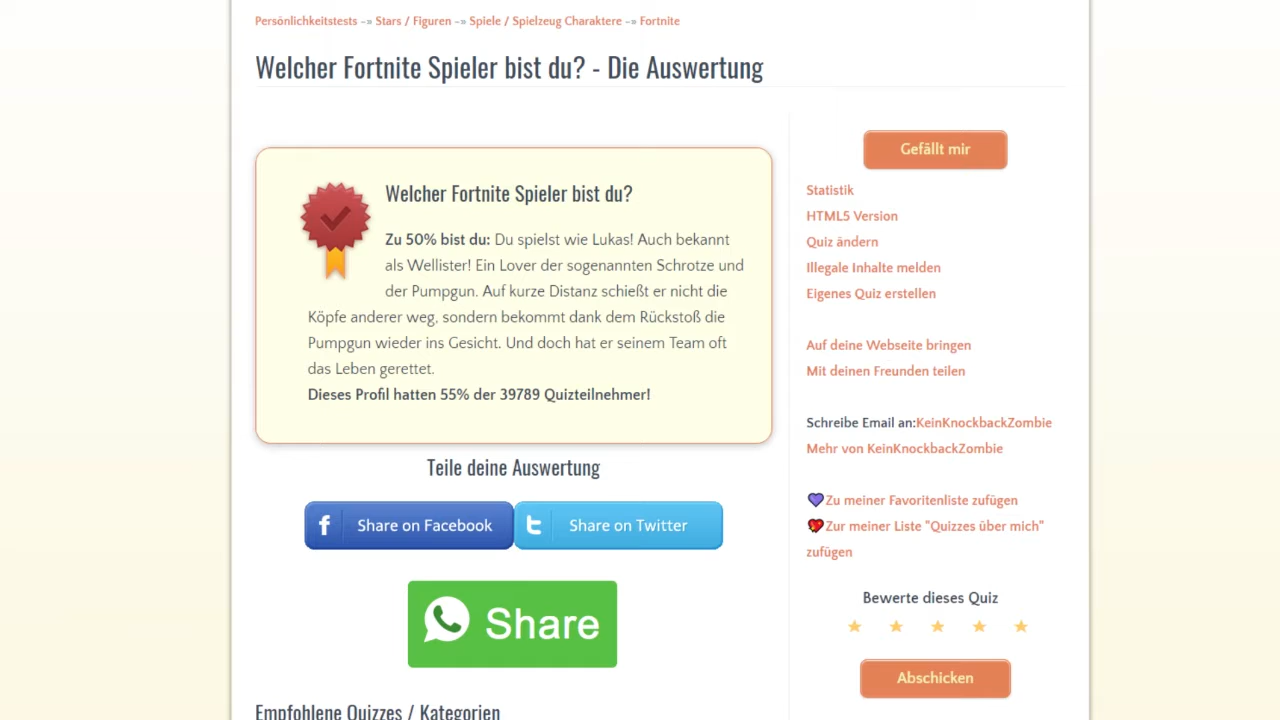 Persönlichkeitstests -» Stars / Figuren -» Spiele / Spielzeug Charaktere -» Fortnite
Welcher Fortnite Spieler bist du? - Die Auswertung
Welcher Fortnite Spieler bist du?
Zu 50% bist du: Du spielst wie Lukas! Auch bekannt
als Wellister! Ein Lover der sogenannten Schrotze und
der Pumpgun. Auf kurze Distanz schießt er nicht die
Köpfe anderer weg, sondern bekommt dank dem Rückstoß die
Pumpgun wieder ins Gesicht. Und doch hat er seinem Team oft
das Leben gerettet.
Dieses Profil hatten 55% der 39789 Quizteilnehmer!
Teile deine Auswertung
Share on Facebook
Share on Twitter
Share
Empfohlene Quizzes / Kategorien
Gefällt mir
Statistik
HTML5 Version
Quiz ändern
Illegale Inhalte melden
Eigenes Quiz erstellen
Auf deine Webseite bringen
Mit deinen Freunden teilen
Schreibe Email an:KeinKnockbackZombie
Mehr von KeinKnockbackZombie
Zu meiner Favoritenliste zufügen
Zur meiner Liste "Quizzes über mich"
zufügen
Bewerte dieses Quiz
Abschicken